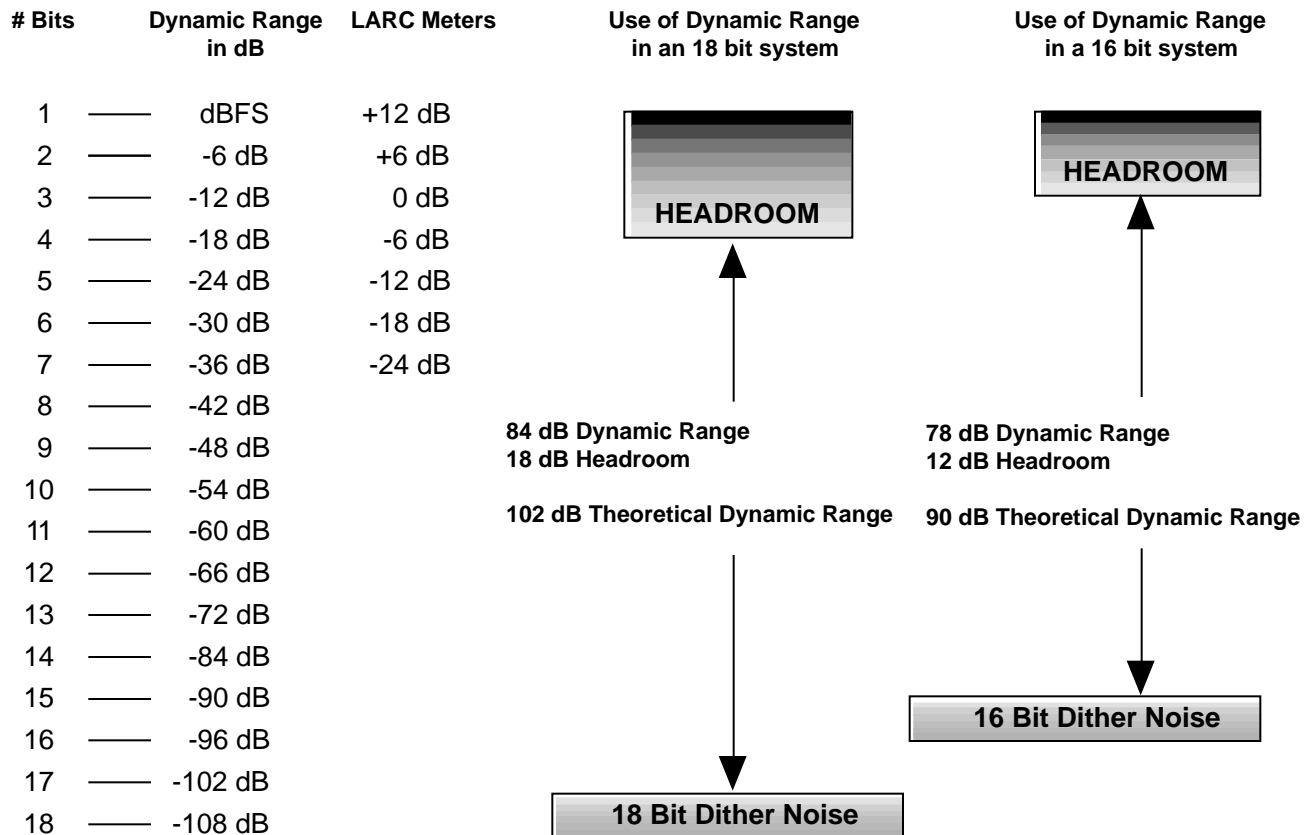 # Bits Dynamic Range LARC Meters Use of Dynamic Range Use of Dynamic Range
in dB in an 18 bit system in a 16 bit system
1 dBFS +12 dB
2 -6 dB +6 dB
3 -12 dB 0 dB
4 -18 dB -6 dB
5 -24 dB -12 dB
6 -30 dB -18 dB
7 -36 dB -24 dB
8 -42 dB
9 -48 dB
10 -54 dB
11 -60 dB
12 -66 dB
13 -72 dB
14 -84 dB
15 -90 dB
16 -96 dB
17 -102 dB
18 -108 dB
HEADROOM
84 dB Dynamic Range
18 dB Headroom
102 dB Theoretical Dynamic Range
18 Bit Dither Noise
HEADROOM
78 dB Dynamic Range
12 dB Headroom
90 dB Theoretical Dynamic Range
16 Bit Dither Noise